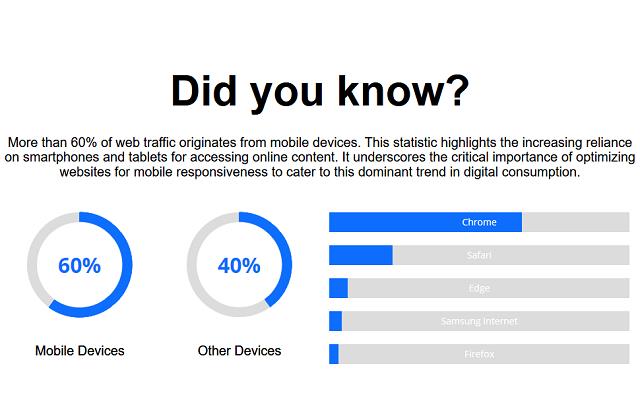 Did you know?
More than 60% of web traffic originates from mobile devices. This statistic highlights the increasing reliance
on smartphones and tablets for accessing online content. It underscores the critical importance of optimizing
websites for mobile responsiveness to cater to this dominant trend in digital consumption.
60%
Mobile Devices
40%
Other Devices
Chrome
Safari
Edge
Samsung Internet
Firefox